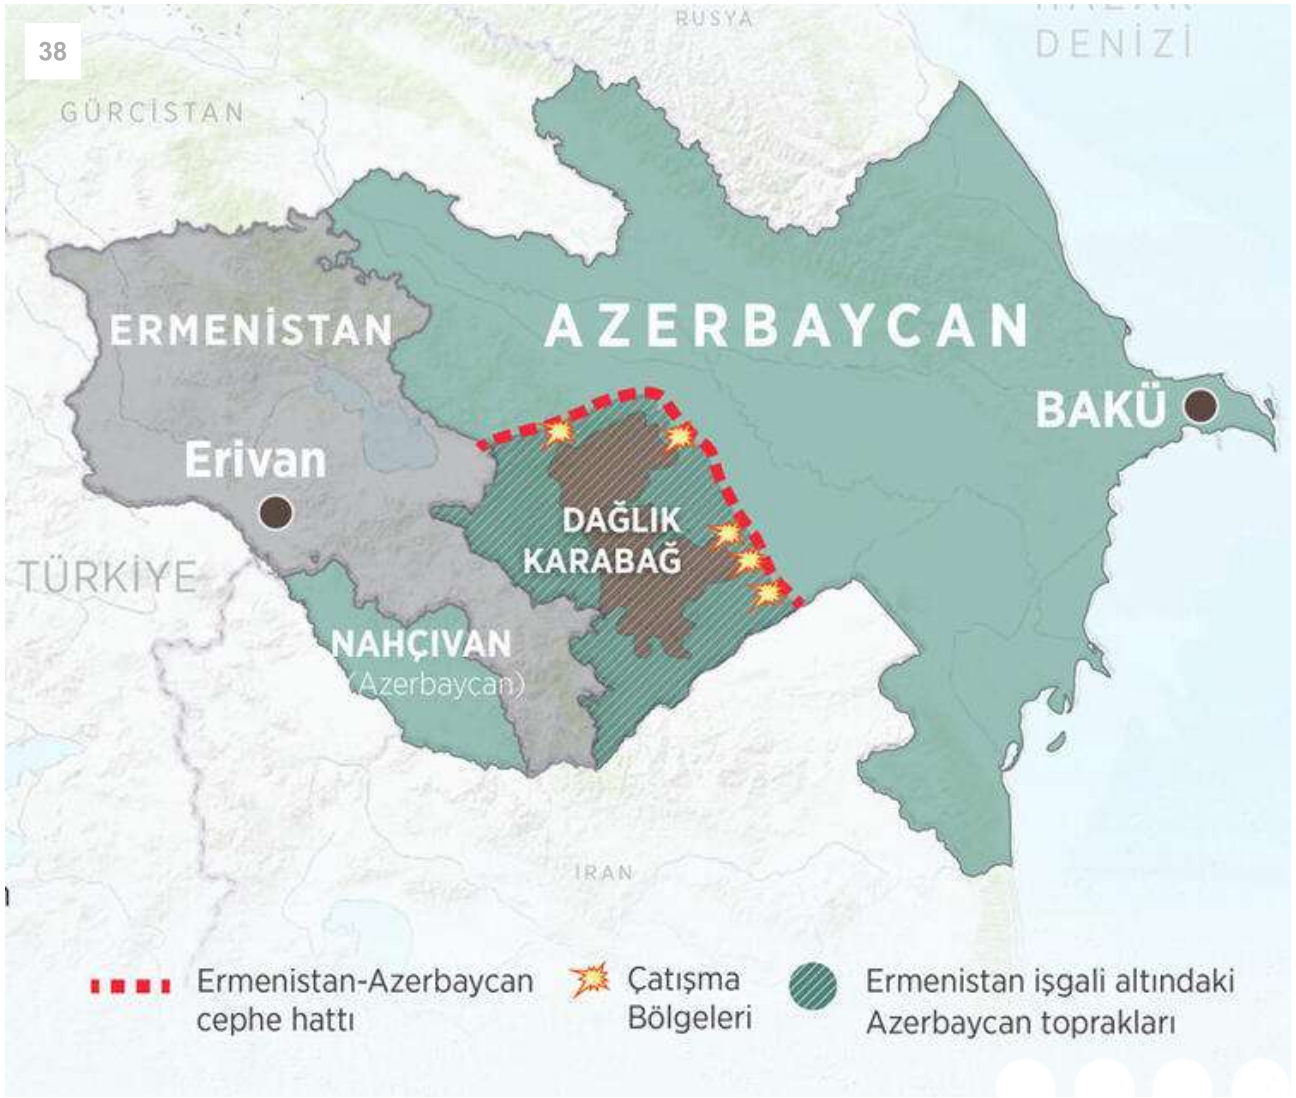 38
RUSYA
DENİZİ
GÜRCİSTAN
ERMENİSTAN
AZERBAYCAN
BAKÜ
Erivan
DAĞLIK
KARABAĞ
TÜRKİYE
NAHÇIVAN
(Azerbaycan)
İRAN
Ermenistan-Azerbaycan
cephe hattı
Çatışma
Bölgeleri
Ermenistan işgali altındaki
Azerbaycan toprakları